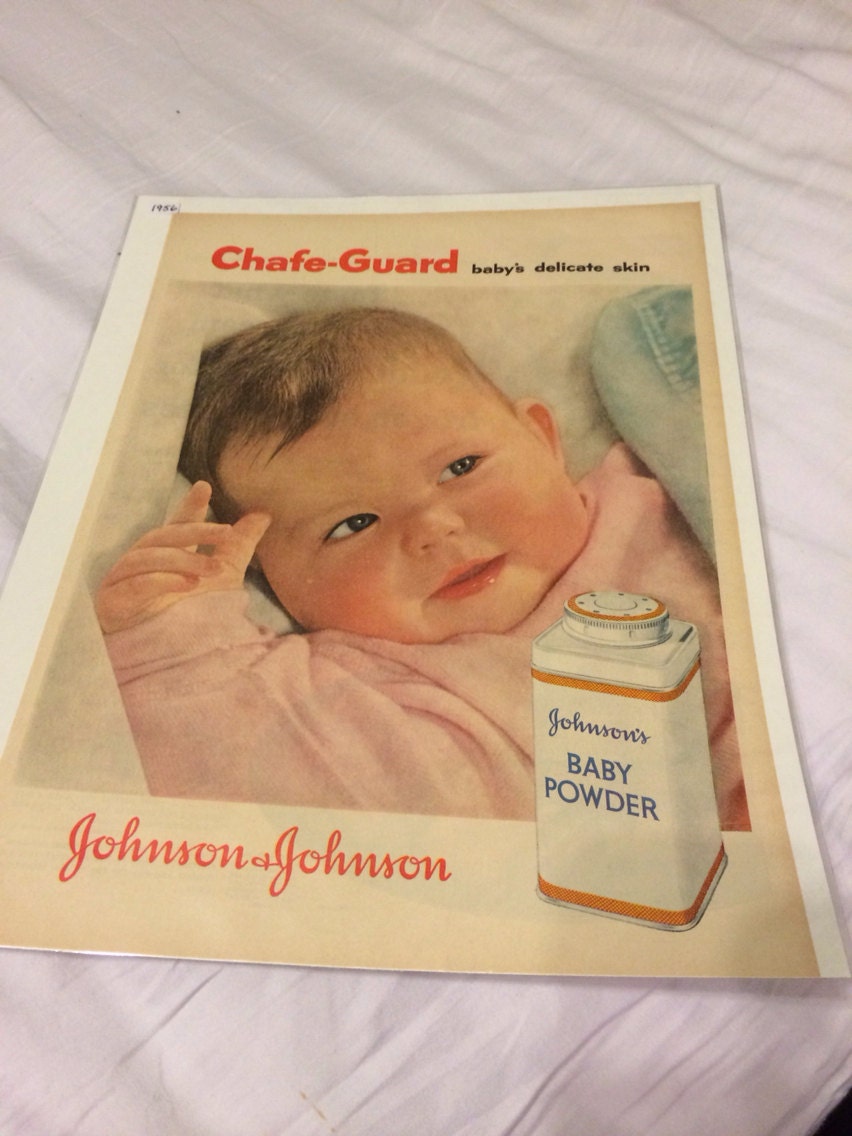 1956
Chafe-Guard baby's delicate skin
Johnson's
BABY
POWDER
Johnson & Johnson